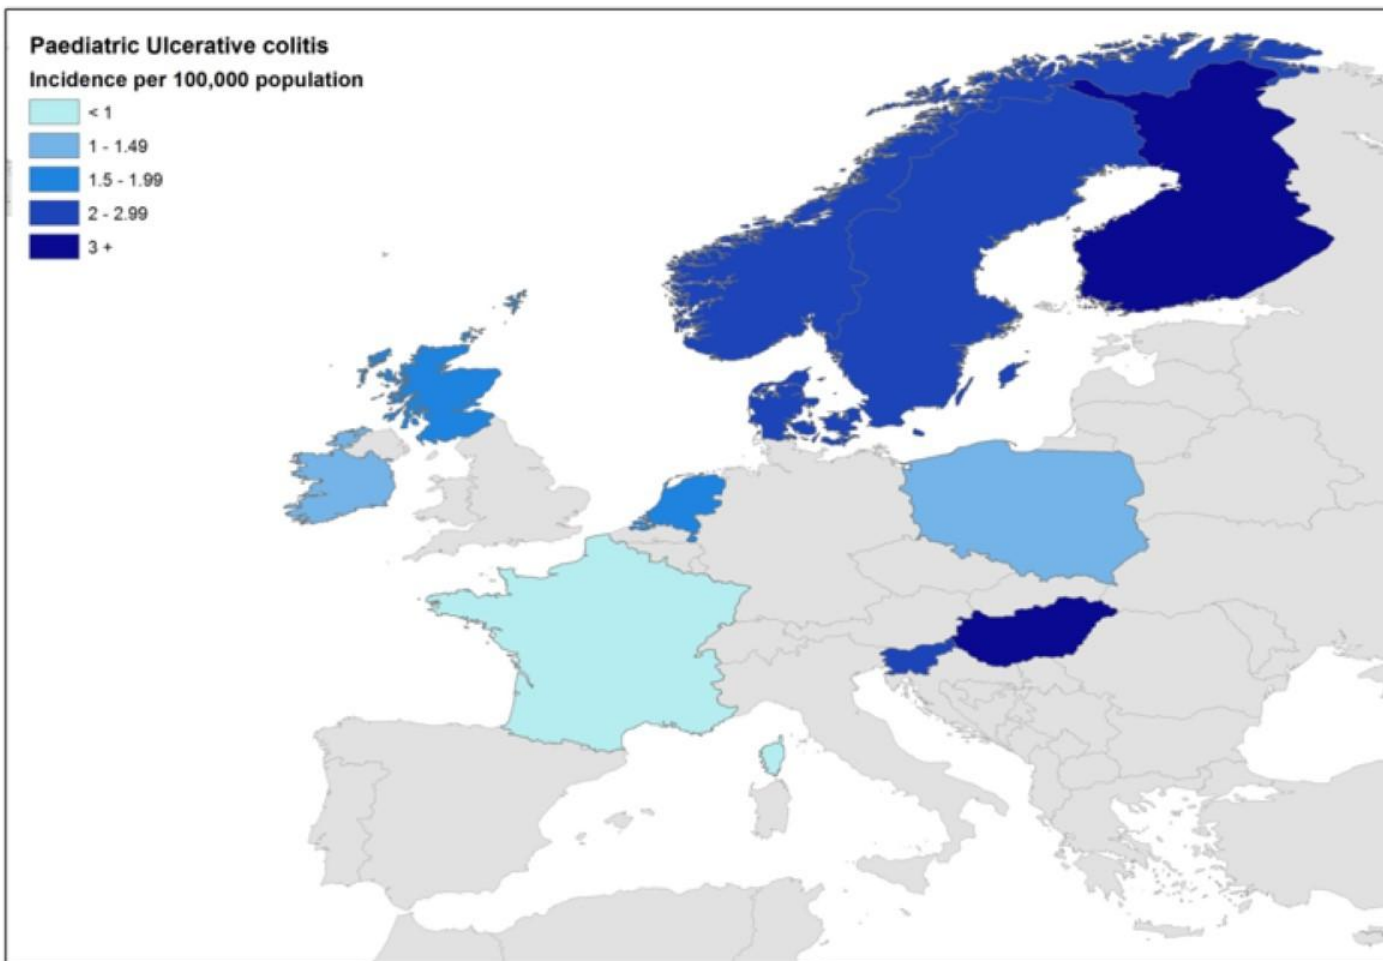 Paediatric Ulcerative colitis
Incidence per 100,000 population
< 1
1 - 1.49
1.5 - 1.99
2 - 2.99
3 +